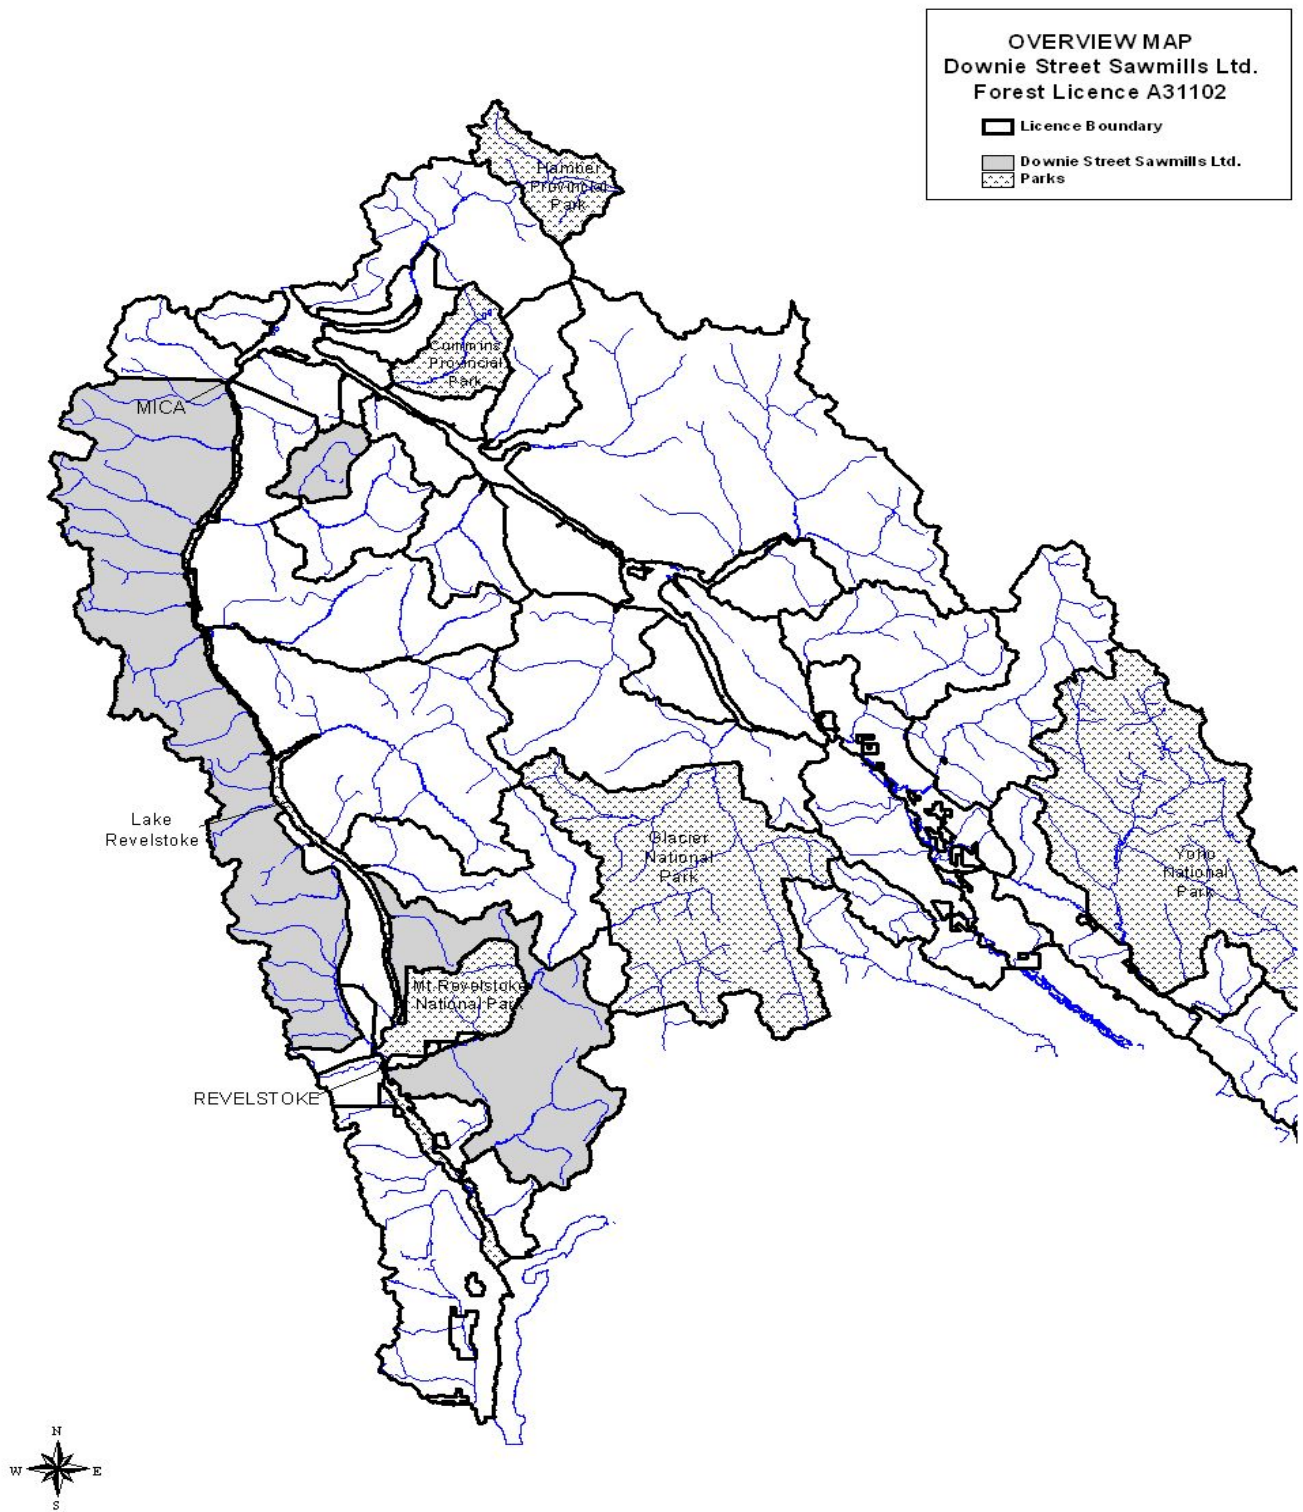 OVERVIEW MAP
Downie Street Sawmills Ltd.
Forest Licence A31102
Licence Boundary
Downie Street Sawmills Ltd.
Parks
Hamber
Provincial
Park
Cummins
Provincial
Park
MICA
Lake
Revelstoke
Glacier
National
Park
Yoho
National
Park
Mt Revelstoke
National Park
REVELSTOKE
N
W E
S